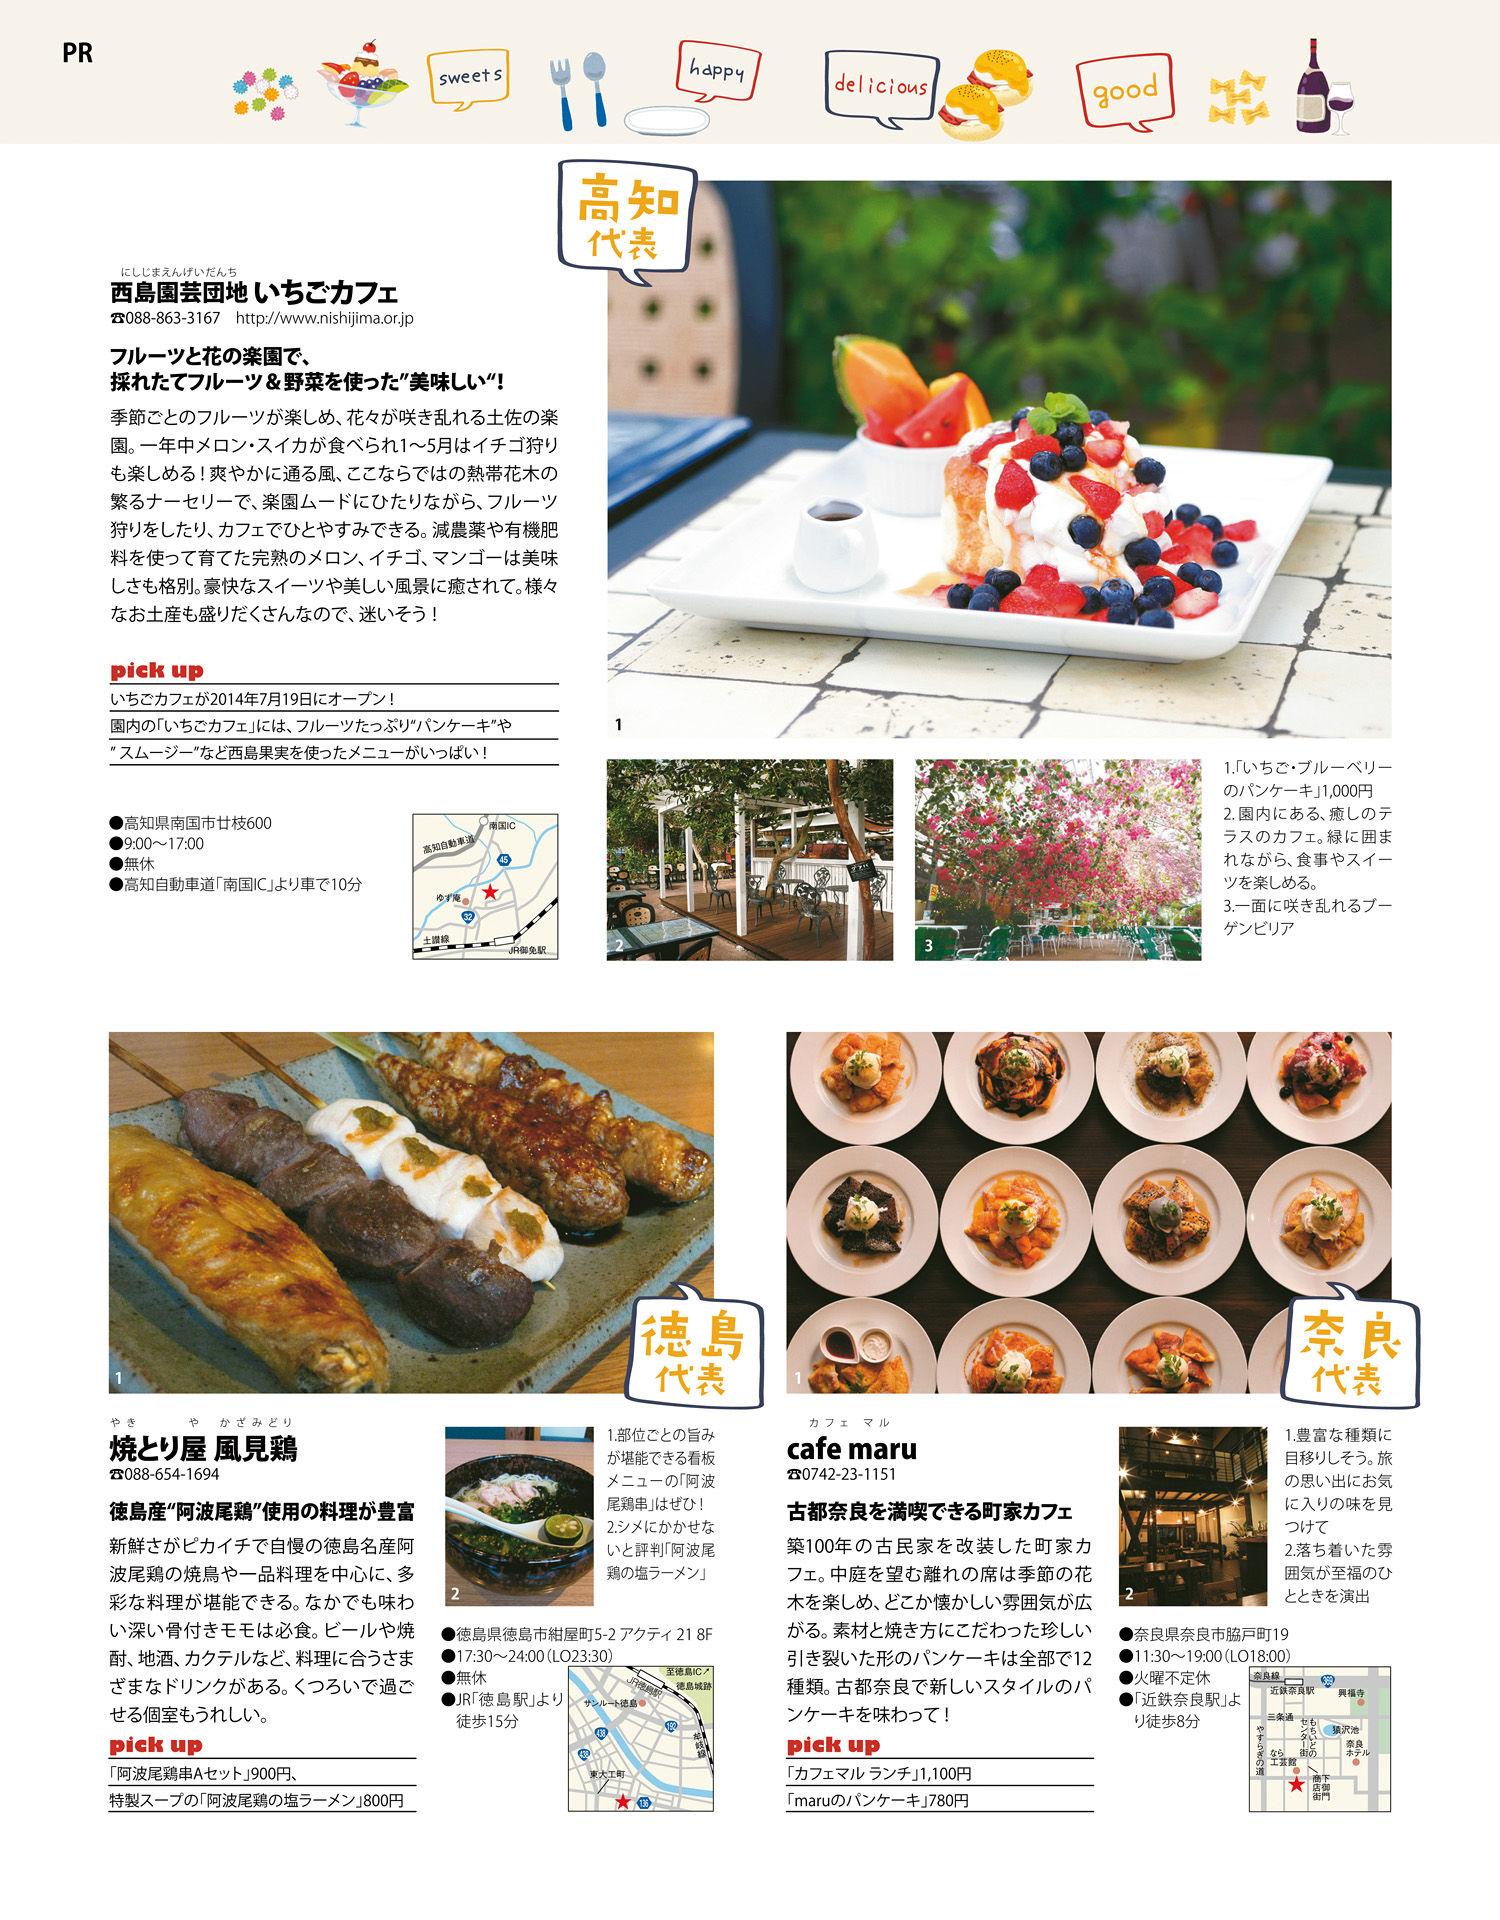 PR
sweets
happy
delicious
good
高知
代表
にしじまえんげいだんち
西島園芸団地 いちごカフェ
☎088-863-3167 http://www.nishijima.or.jp
フルーツと花の楽園で、
採れたてフルーツ＆野菜を使った”美味しい“！
季節ごとのフルーツが楽しめ、花々が咲き乱れる土佐の楽
園。一年中メロン・スイカが食べられ1〜5月はイチゴ狩り
も楽しめる！爽やかに通る風、ここならではの熱帯花木の
繁るナーセリーで、楽園ムードにひたりながら、フルーツ
狩りをしたり、カフェでひとやすみできる。減農薬や有機肥
料を使って育てた完熟のメロン、イチゴ、マンゴーは美味
しさも格別。豪快なスイーツや美しい風景に癒されて。様々
なお土産も盛りだくさんなので、迷いそう！
pick up
いちごカフェが2014年7月19日にオープン！
園内の「いちごカフェ」には、フルーツたっぷり“パンケーキ”や
” スムージー”など西島果実を使ったメニューがいっぱい！
●高知県南国市廿枝600
●9:00〜17:00
●無休
●高知自動車道「南国IC」より車で10分
南国IC
高知自動車道
45
ゆず庵
32
土讃線
JR御免駅
1
2
3
1.「いちご・ブルーベリー
のパンケーキ」1,000円
2. 園内にある、癒しのテ
ラスのカフェ。緑に囲ま
れながら、食事やスイー
ツを楽しめる。
3.一面に咲き乱れるブー
ゲンビリア
1
徳島
代表
やき や かざみどり
焼とり屋 風見鶏
☎088-654-1694
徳島産“阿波尾鶏”使用の料理が豊富
新鮮さがピカイチで自慢の徳島名産阿
波尾鶏の焼鳥や一品料理を中心に、多
彩な料理が堪能できる。なかでも味わ
い深い骨付きモモは必食。ビールや焼
酎、地酒、カクテルなど、料理に合うさま
ざまなドリンクがある。くつろいで過ご
せる個室もうれしい。
pick up
「阿波尾鶏串Aセット」900円、
特製スープの「阿波尾鶏の塩ラーメン」800円
2
1.部位ごとの旨み
が堪能できる看板
メニューの「阿波
尾鶏串」はぜひ！
2.シメにかかせな
いと評判「阿波尾
鶏の塩ラーメン」
●徳島県徳島市紺屋町5-2 アクティ 21 8F
●17:30〜24:00（LO23:30）
●無休
●JR「徳島駅」より
徒歩15分
至徳島IC↗
JR徳島駅
徳島城跡
サンルート徳島
192
438
牟岐線
438
東大工町
136
1
奈良
代表
カフェ マル
cafe maru
☎0742-23-1151
古都奈良を満喫できる町家カフェ
築100年の古民家を改装した町家カ
フェ。中庭を望む離れの席は季節の花
木を楽しめ、どこか懐かしい雰囲気が広
がる。素材と焼き方にこだわった珍しい
引き裂いた形のパンケーキは全部で12
種類。古都奈良で新しいスタイルのパ
ンケーキを味わって！
pick up
「カフェマル ランチ」1,100円
「maruのパンケーキ」780円
2
1.豊富な種類に
目移りしそう。旅
の思い出にお気
に入りの味を見
つけて
2.落ち着いた雰
囲気が至福のひ
とときを演出
●奈良県奈良市脇戸町19
●11:30〜19:00（LO18:00）
●火曜不定休
●「近鉄奈良駅」よ
り徒歩8分
奈良線
369
近鉄奈良駅
興福寺
三条通
やすらぎの道
もちいどの
センター街
猿沢池
なら
工芸館
奈良
ホテル
下御門
商店街